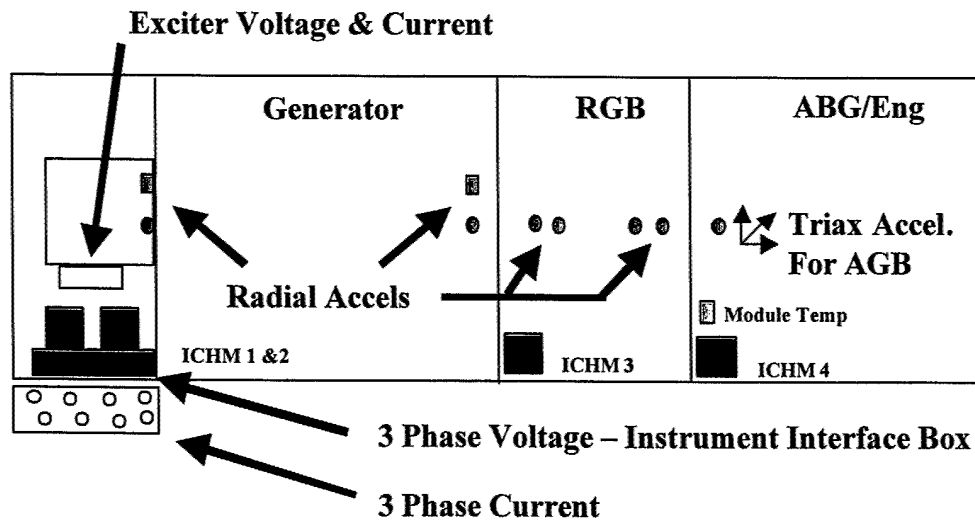 Exciter Voltage & Current
Generator
RGB
ABG/Eng
Triax Accel.
For AGB
Radial Accels
Module Temp
ICHM 1 &2
ICHM 3
ICHM 4
3 Phase Voltage – Instrument Interface Box
3 Phase Current